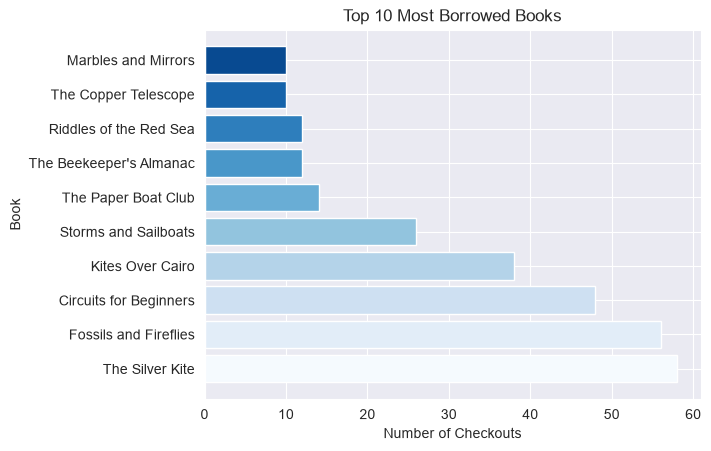 Top 10 Most Borrowed Books
Book
Marbles and Mirrors
The Copper Telescope
Riddles of the Red Sea
The Beekeeper's Almanac
The Paper Boat Club
Storms and Sailboats
Kites Over Cairo
Circuits for Beginners
Fossils and Fireflies
The Silver Kite
0 10 20 30 40 50 60
Number of Checkouts